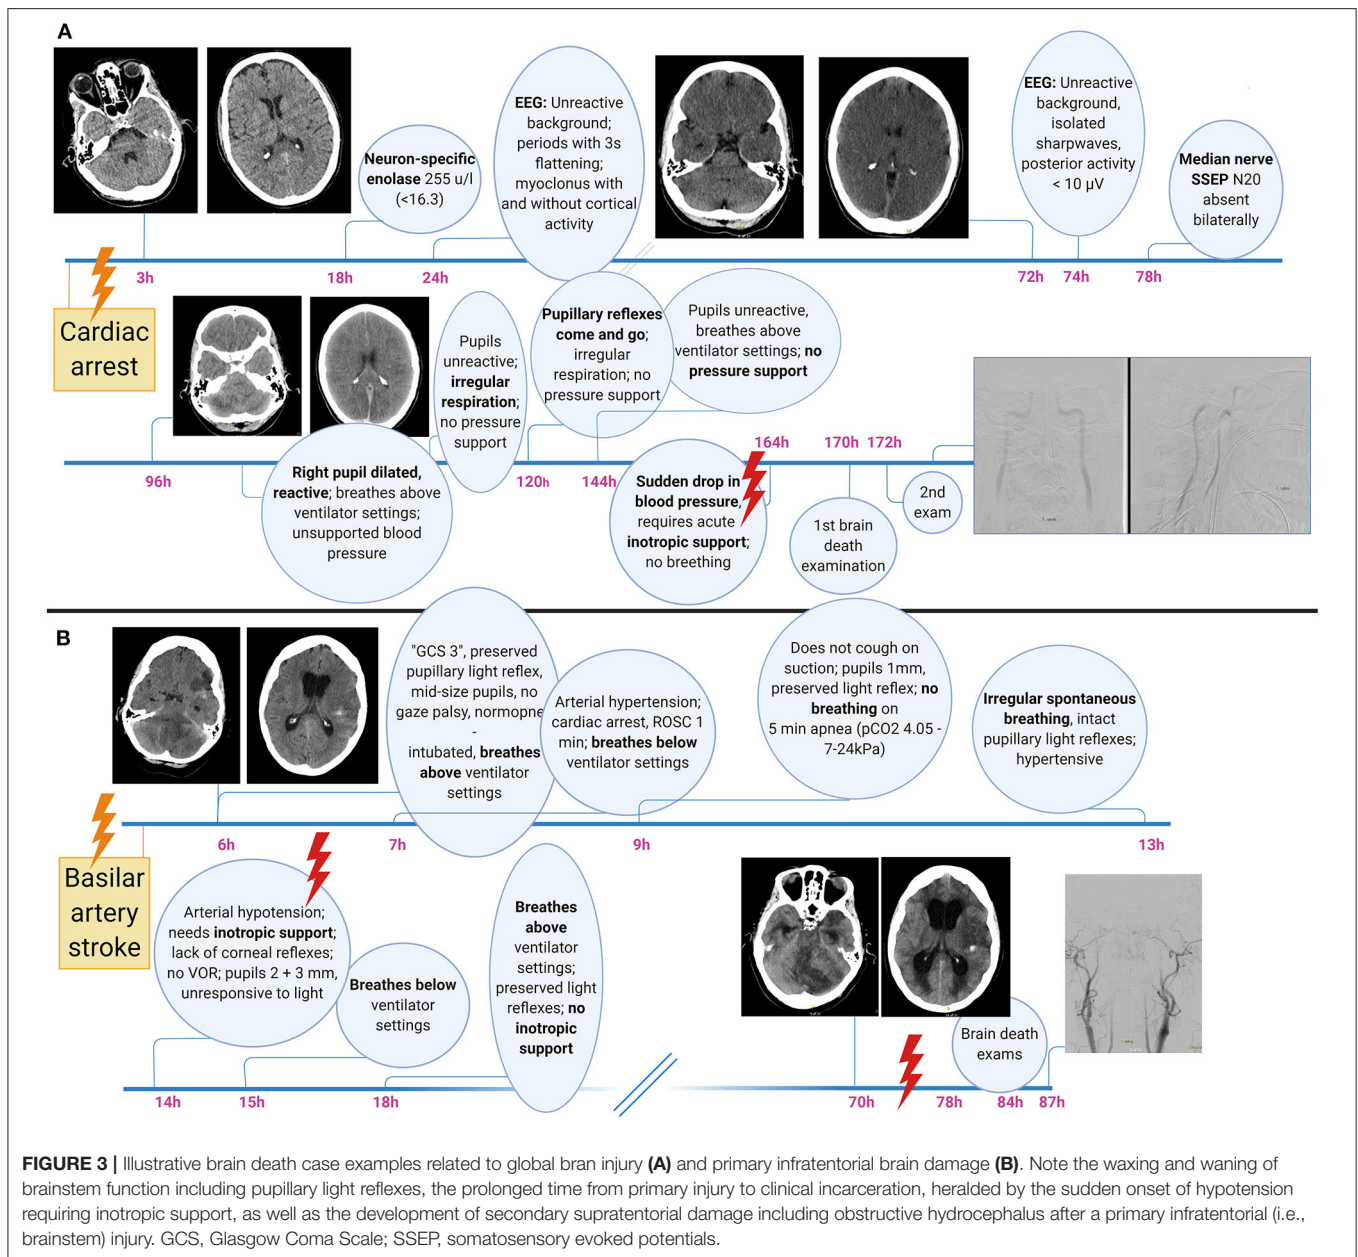 A
Neuron-specific
enolase 255 u/l
(<16.3)
EEG: Unreactive
background;
periods with 3s
flattening;
myoclonus with
and without cortical
activity
EEG: Unreactive
background,
isolated
sharpwaves,
posterior activity
< 10 µV
Median nerve
SSEP N20
absent
bilaterally
3h
18h
24h
72h
74h
78h
Cardiac
arrest
Pupils
unreactive;
irregular
respiration;
no pressure
support
Pupillary reflexes
come and go;
irregular
respiration; no
pressure support
Pupils unreactive,
breathes above
ventilator settings; no
pressure support
96h
Right pupil dilated,
reactive; breathes above
ventilator settings;
unsupported blood
pressure
120h
144h
Sudden drop in
blood pressure,
requires acute
inotropic support;
no breething
164h
170h
172h
1st brain
death
examination
2nd
exam
B
"GCS 3", preserved
pupillary light reflex,
mid-size pupils, no
gaze palsy, normopne
-
intubated, breathes
above ventilator
settings
Arterial hypertension;
cardiac arrest, ROSC 1
min; breathes below
ventilator settings
Does not cough on
suction; pupils 1mm,
preserved light reflex; no
breathing on
5 min apnea (pCO2 4.05 -
7-24kPa)
Irregular spontaneous
breathing, intact
pupillary light reflexes;
hypertensive
6h
7h
9h
13h
Basilar
artery
stroke
Arterial hypotension;
needs inotropic support;
lack of corneal reflexes;
no VOR; pupils 2 + 3 mm,
unresponsive to light
Breathes below
ventilator
settings
Breathes
above
ventilator
settings;
preserved light
reflexes; no
inotropic
support
Brain death
exams
14h
15h
18h
70h
78h
84h
87h
FIGURE 3 | Illustrative brain death case examples related to global bran injury (A) and primary infratentorial brain damage (B). Note the waxing and waning of
brainstem function including pupillary light reflexes, the prolonged time from primary injury to clinical incarceration, heralded by the sudden onset of hypotension
requiring inotropic support, as well as the development of secondary supratentorial damage including obstructive hydrocephalus after a primary infratentorial (i.e.,
brainstem) injury. GCS, Glasgow Coma Scale; SSEP, somatosensory evoked potentials.